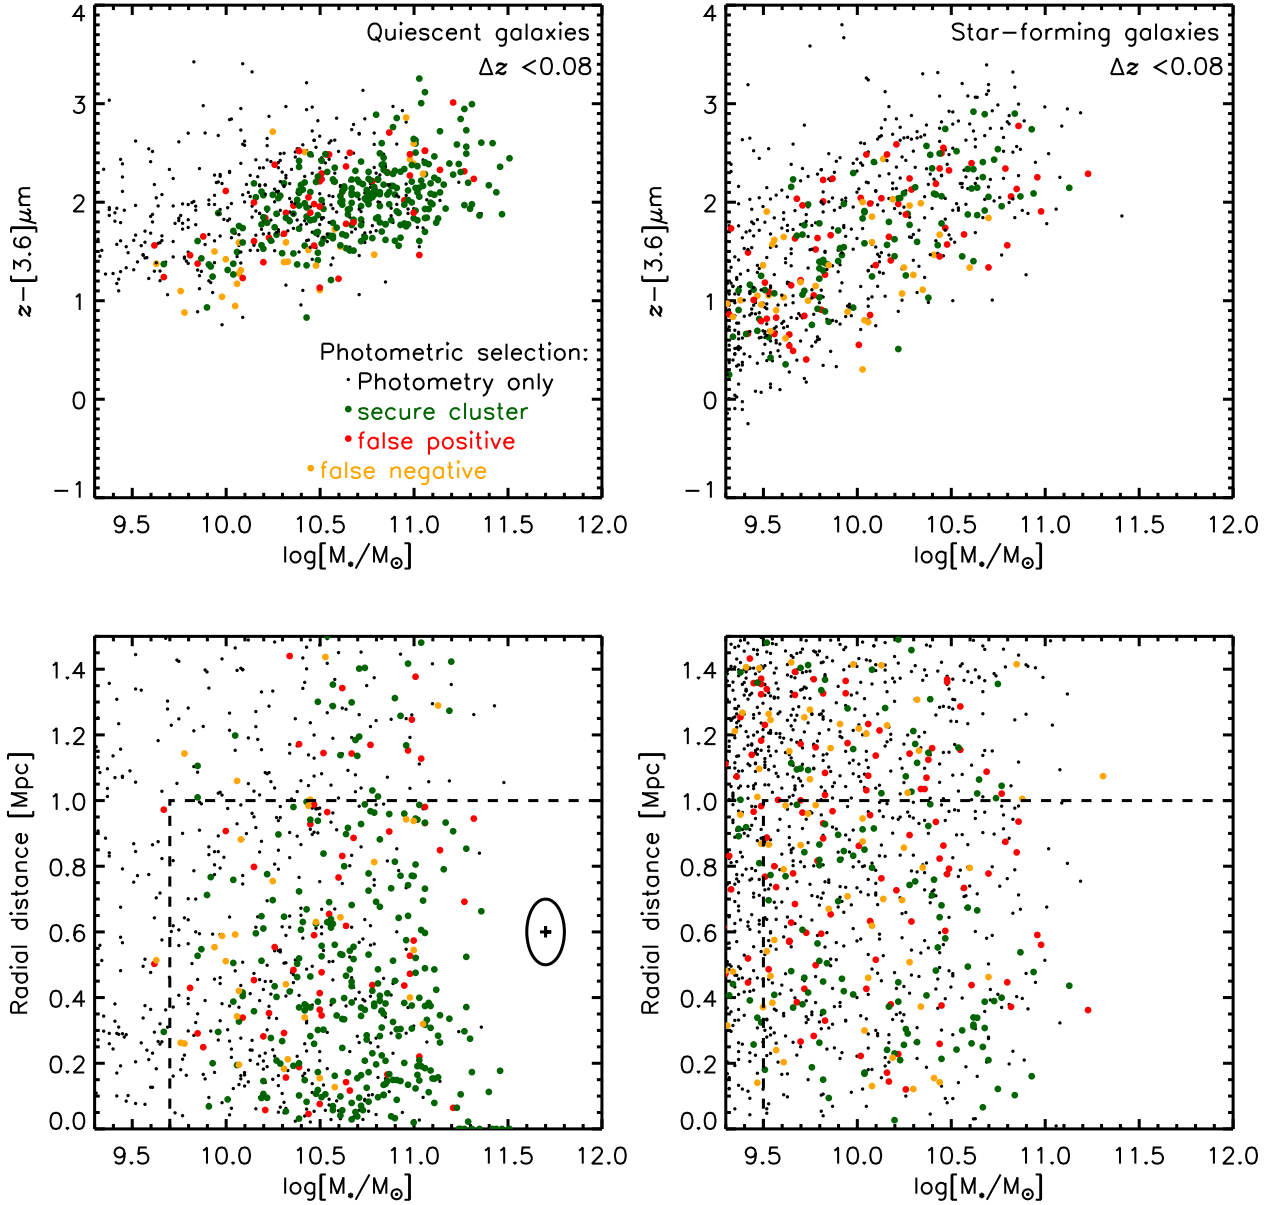 Quiescent galaxies
Δz <0.08
Photometric selection:
Photometry only
secure cluster
false positive
false negative
4
3
2
1
0
−1
z−[3.6]μm
9.5 10.0 10.5 11.0 11.5 12.0
log[M*/M⊙]
Star−forming galaxies
Δz <0.08
4
3
2
1
0
−1
z−[3.6]μm
9.5 10.0 10.5 11.0 11.5 12.0
log[M*/M⊙]
1.4
1.2
1.0
0.8
0.6
0.4
0.2
0.0
Radial distance [Mpc]
9.5 10.0 10.5 11.0 11.5 12.0
log[M*/M⊙]
1.4
1.2
1.0
0.8
0.6
0.4
0.2
0.0
Radial distance [Mpc]
9.5 10.0 10.5 11.0 11.5 12.0
log[M*/M⊙]